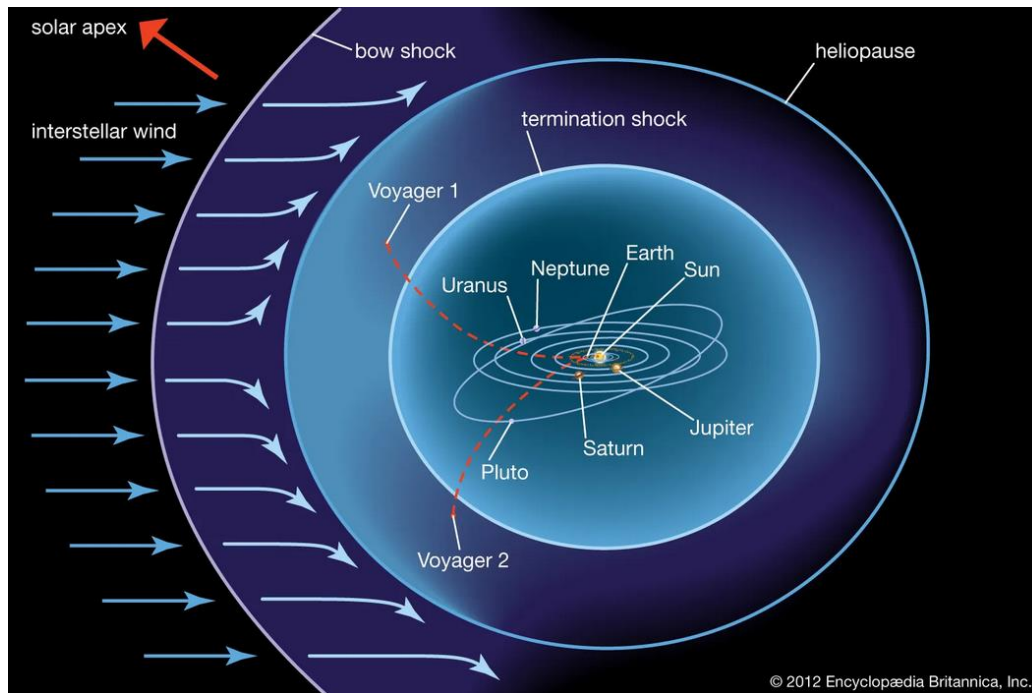 solar apex
bow shock
heliopause
interstellar wind
termination shock
Voyager 1
Earth
Neptune
Sun
Uranus
Jupiter
Saturn
Pluto
Voyager 2
© 2012 Encyclopædia Britannica, Inc.